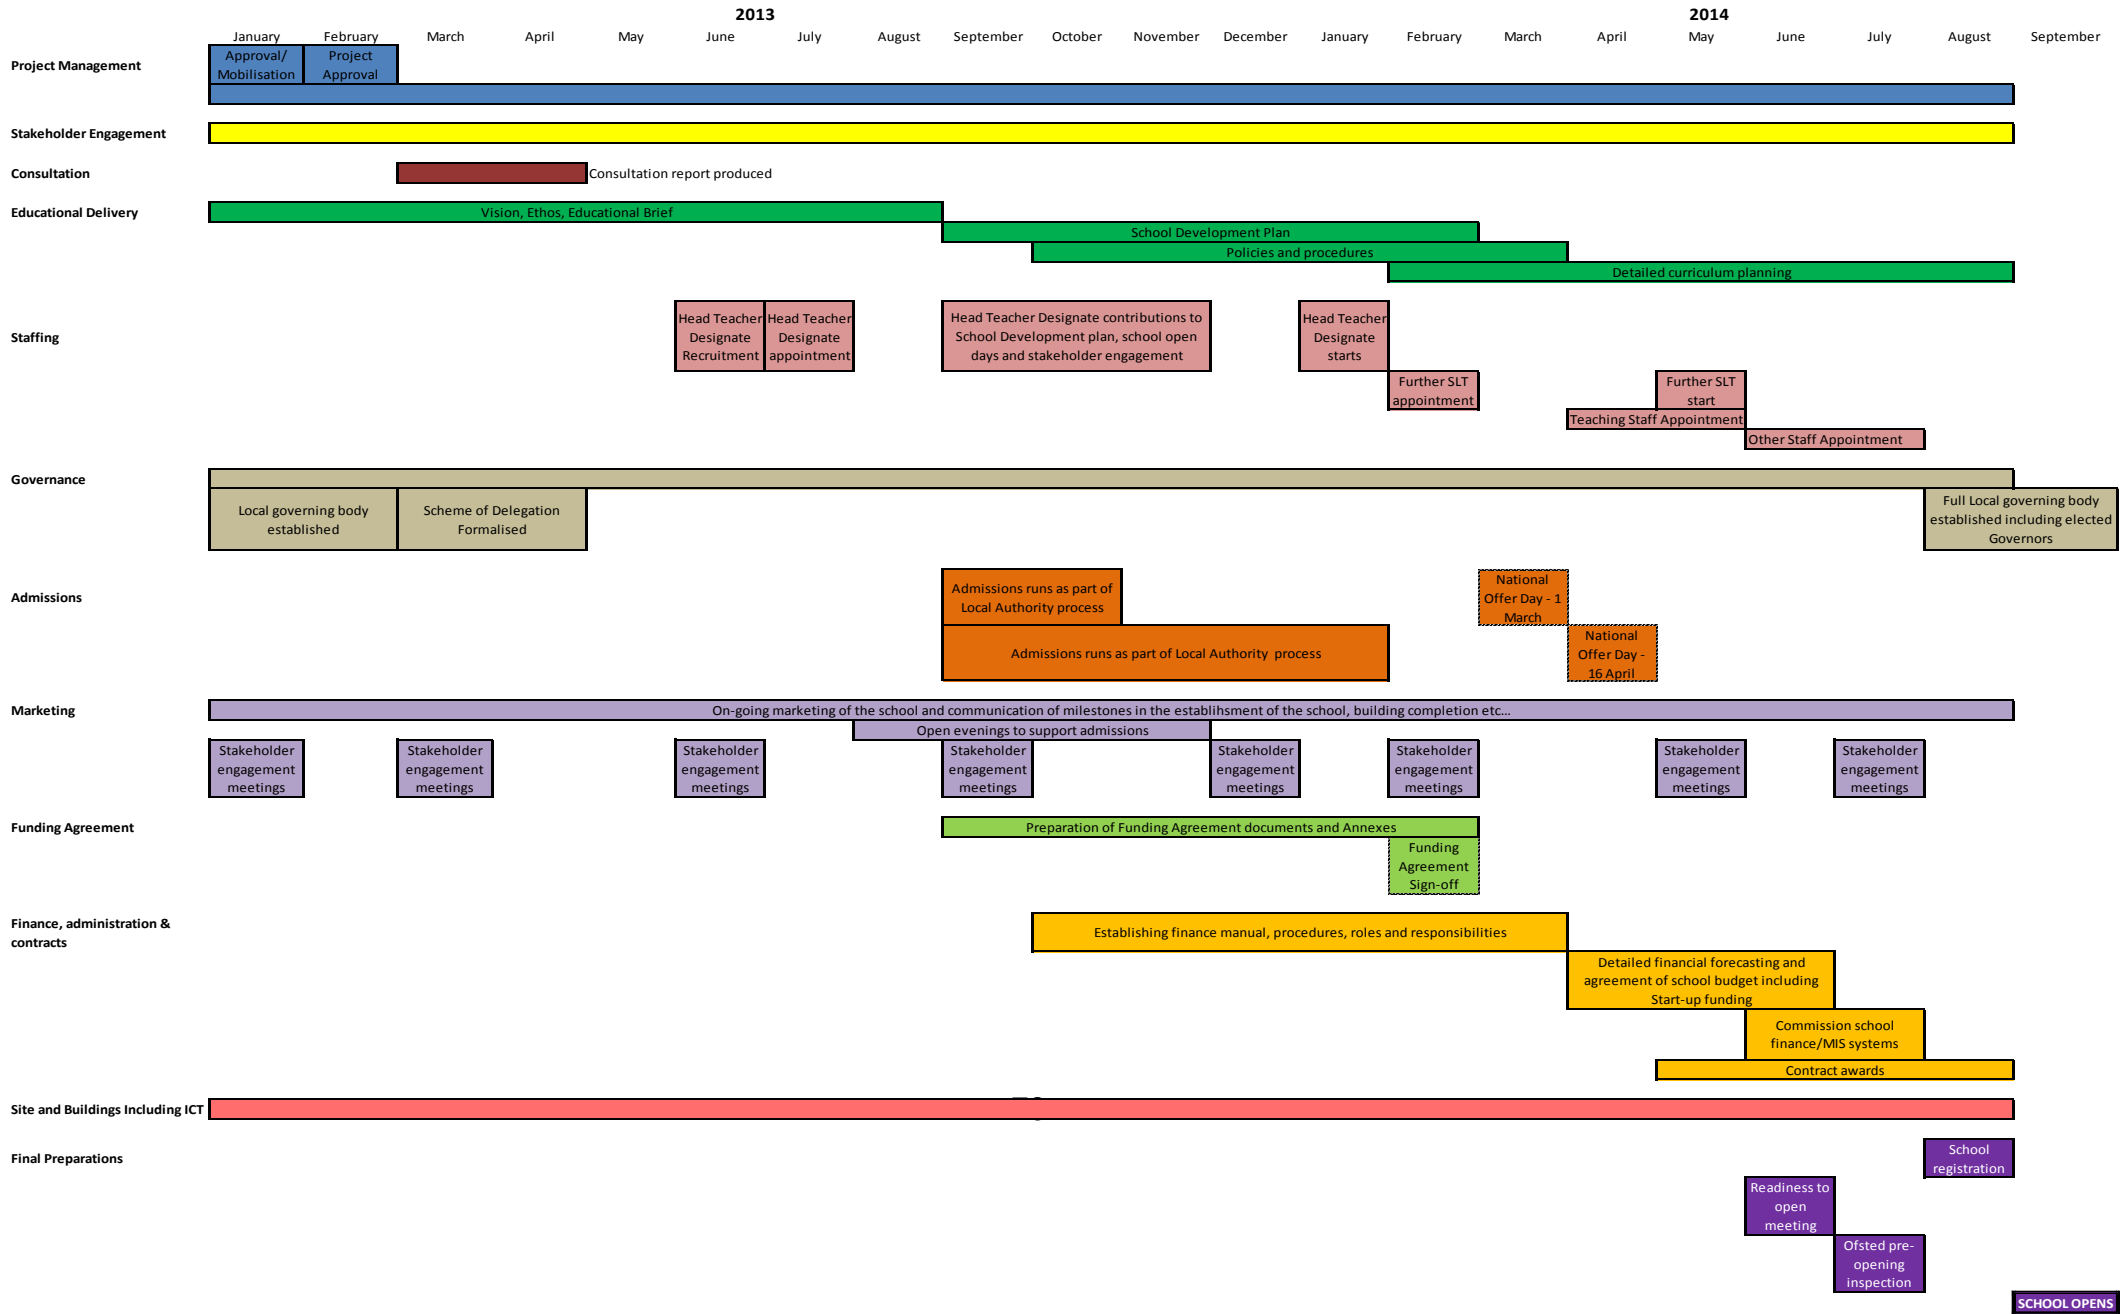 2013
2014
January February March April May June July August September October November December January February March April May June July August September
Project Management
Approval/
Mobilisation
Project
Approval
Stakeholder Engagement
Consultation
Consultation report produced
Educational Delivery
Vision, Ethos, Educational Brief
School Development Plan
Policies and procedures
Detailed curriculum planning
Staffing
Head Teacher
Designate
Recruitment
Head Teacher
Designate
appointment
Head Teacher Designate contributions to
School Development plan, school open
days and stakeholder engagement
Head Teacher
Designate
starts
Further SLT
appointment
Further SLT
start
Teaching Staff Appointment
Other Staff Appointment
Governance
Local governing body
established
Scheme of Delegation
Formalised
Full Local governing body
established including elected
Governors
Admissions
Admissions runs as part of
Local Authority process
National
Offer Day - 1
March
Admissions runs as part of Local Authority process
National
Offer Day -
16 April
Marketing
On-going marketing of the school and communication of milestones in the establihsment of the school, building completion etc...
Open evenings to support admissions
Stakeholder
engagement
meetings
Stakeholder
engagement
meetings
Stakeholder
engagement
meetings
Stakeholder
engagement
meetings
Stakeholder
engagement
meetings
Stakeholder
engagement
meetings
Stakeholder
engagement
meetings
Stakeholder
engagement
meetings
Funding Agreement
Preparation of Funding Agreement documents and Annexes
Funding
Agreement
Sign-off
Finance, administration &
contracts
Establishing finance manual, procedures, roles and responsibilities
Detailed financial forecasting and
agreement of school budget including
Start-up funding
Commission school
finance/MIS systems
Contract awards
Site and Buildings Including ICT
Final Preparations
School
registration
Readiness to
open
meeting
Ofsted pre-
opening
inspection
SCHOOL OPENS